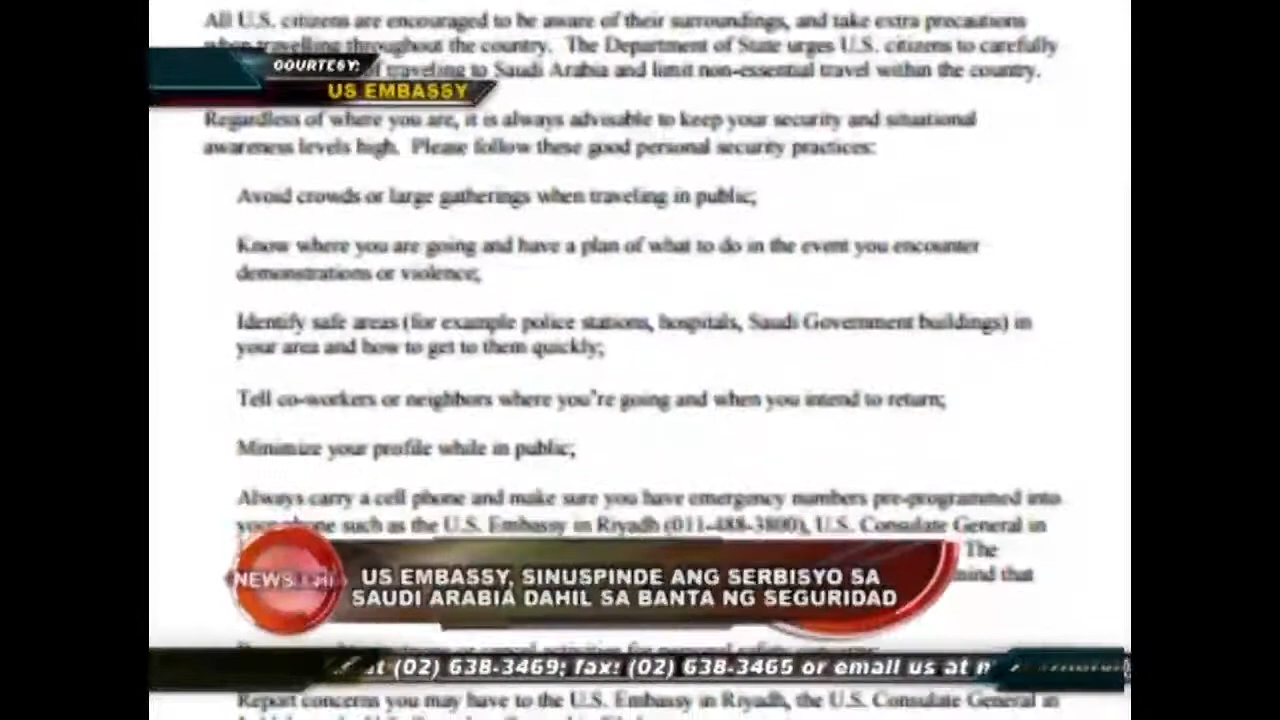 All U.S. citizens are encouraged to be aware of their surroundings, and take extra precautions
when travelling throughout the country. The Department of State urges U.S. citizens to carefully
COURTESY:
of traveling to Saudi Arabia and limit non-essential travel within the country.
US EMBASSY
Regardless of where you are, it is always advisable to keep your security and situational
awareness levels high. Please follow these good personal security practices:
Avoid crowds or large gatherings when traveling in public;
Know where you are going and have a plan of what to do in the event you encounter
demonstrations or violence;
Identify safe areas (for example police stations, hospitals, Saudi Government buildings) in
your area and how to get to them quickly;
Tell co-workers or neighbors where you're going and when you intend to return;
Minimize your profile while in public;
Always carry a cell phone and make sure you have emergency numbers pre-programmed into
your phone such as the U.S. Embassy in Riyadh (011-488-3800), U.S. Consulate General in
The
mind that
NEWS
US EMBASSY, SINUSPINDE ANG SERBISYO SA
SAUDI ARABIA DAHIL SA BANTA NG SEGURIDAD
at (02) 638-3469; fax: (02) 638-3465 or email us at
Report concerns you may have to the U.S. Embassy in Riyadh, the U.S. Consulate General in